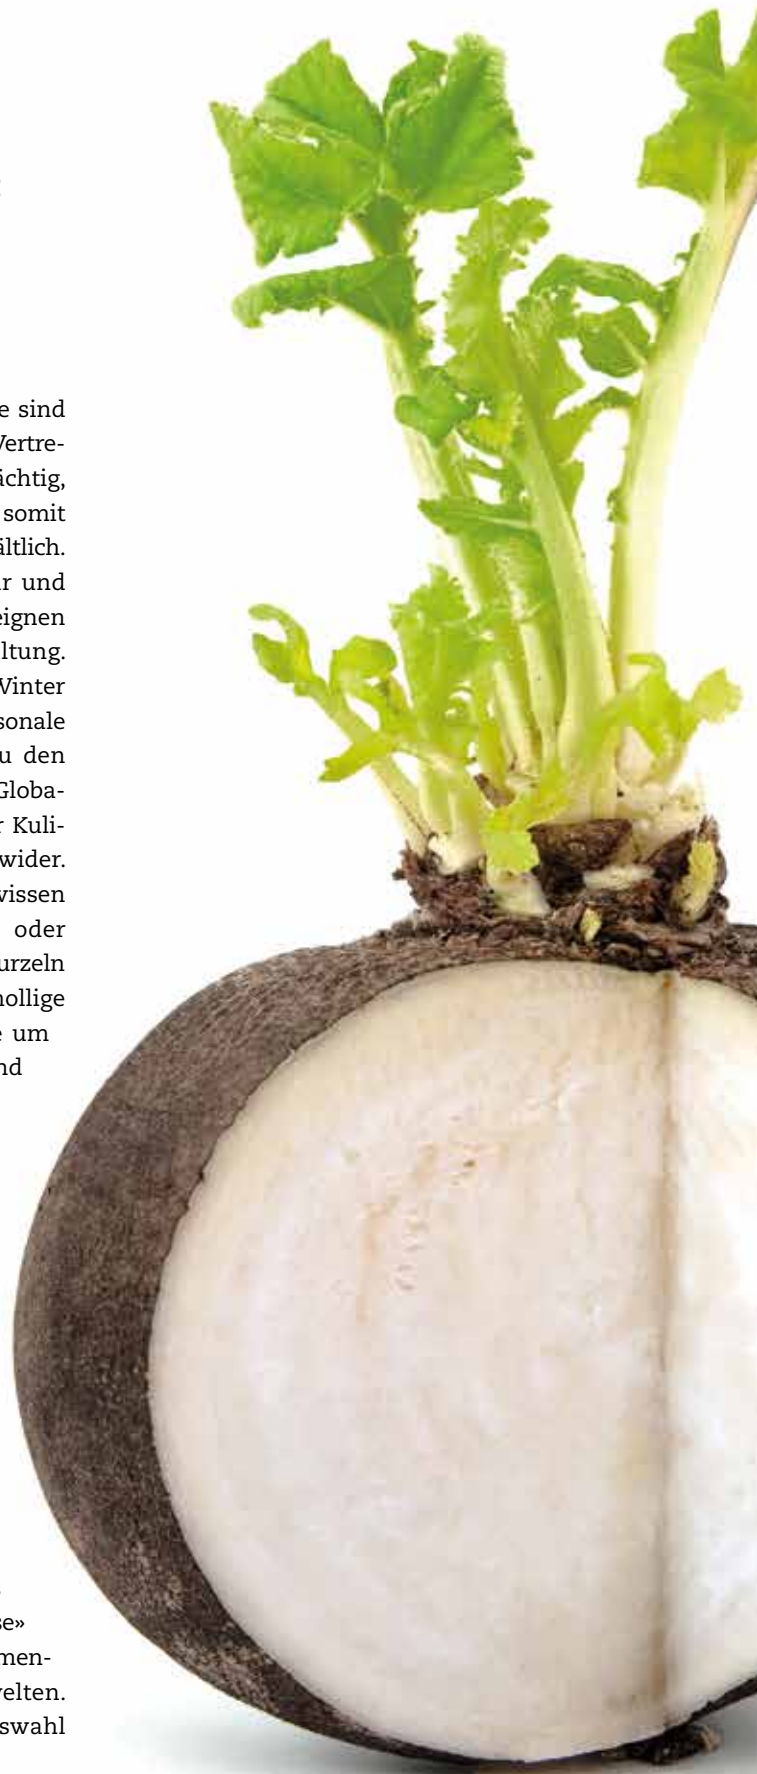 e sind
Vertre-
ächtig,
somit
ältlich.
r und
eignen
ltung.
Winter
sonale
u den
Globa-
r Kuli-
wider.
wissen
oder
urzeln
nollige
e um
nd
se»
men-
velten.
swahl